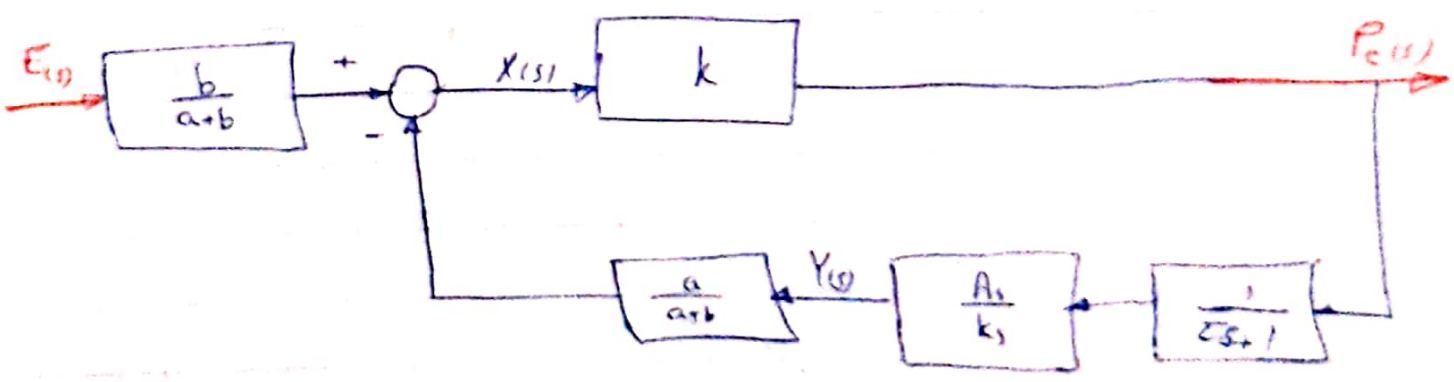 E(s)
b
a+b
+
-
X(s)
k
Pc(s)
a
a+b
Y(s)
As
ks
1
τs+1